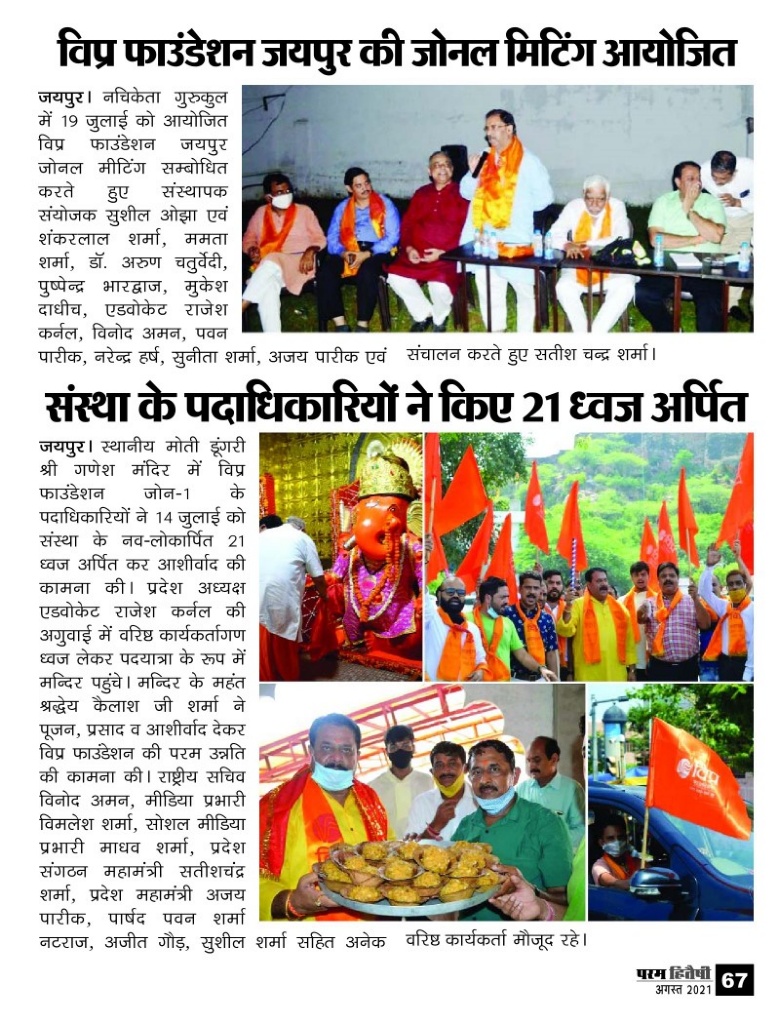 विप्र फाउंडेशन जयपुर की जोनल मिटिंग आयोजित
जयपुर। नचिकेता गुरुकुल
में 19 जुलाई को आयोजित
विप्र फाउंडेशन जयपुर
जोनल मीटिंग सम्बोधित
करते हुए संस्थापक
संयोजक सुशील ओझा एवं
शंकरलाल शर्मा, ममता
शर्मा, डॉ. अरुण चतुर्वेदी,
पुष्पेन्द्र भारद्वाज, मुकेश
दाधीच, एडवोकेट राजेश
कर्नल, विनोद अमन, पवन
पारीक, नरेन्द्र हर्ष, सुनीता शर्मा, अजय पारीक एवं
संचालन करते हुए सतीश चन्द्र शर्मा।
संस्था के पदाधिकारियों ने किए 21 ध्वज अर्पित
जयपुर। स्थानीय मोती डूंगरी
श्री गणेश मंदिर में विप्र
फाउंडेशन जोन-1 के
पदाधिकारियों ने 14 जुलाई को
संस्था के नव-लोकार्पित 21
ध्वज अर्पित कर आशीर्वाद की
कामना की। प्रदेश अध्यक्ष
एडवोकेट राजेश कर्नल की
अगुवाई में वरिष्ठ कार्यकर्तागण
ध्वज लेकर पदयात्रा के रूप में
मन्दिर पहुंचे। मन्दिर के महंत
श्रद्धेय कैलाश जी शर्मा ने
पूजन, प्रसाद व आशीर्वाद देकर
विप्र फाउंडेशन की परम उन्नति
की कामना की। राष्ट्रीय सचिव
विनोद अमन, मीडिया प्रभारी
विमलेश शर्मा, सोशल मीडिया
प्रभारी माधव शर्मा, प्रदेश
संगठन महामंत्री सतीशचंद्र
शर्मा, प्रदेश महामंत्री अजय
पारीक, पार्षद पवन शर्मा
नटराज, अजीत गौड़, सुशील शर्मा सहित अनेक
वरिष्ठ कार्यकर्ता मौजूद रहे।
विप्र
परम हितैषी
अगस्त 2021
67